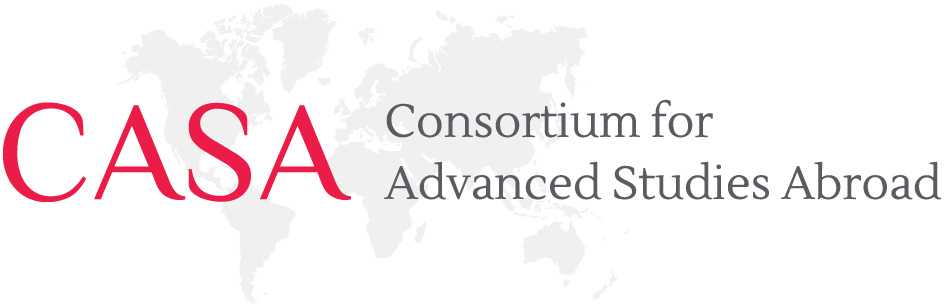 CASA
Consortium for
Advanced Studies Abroad